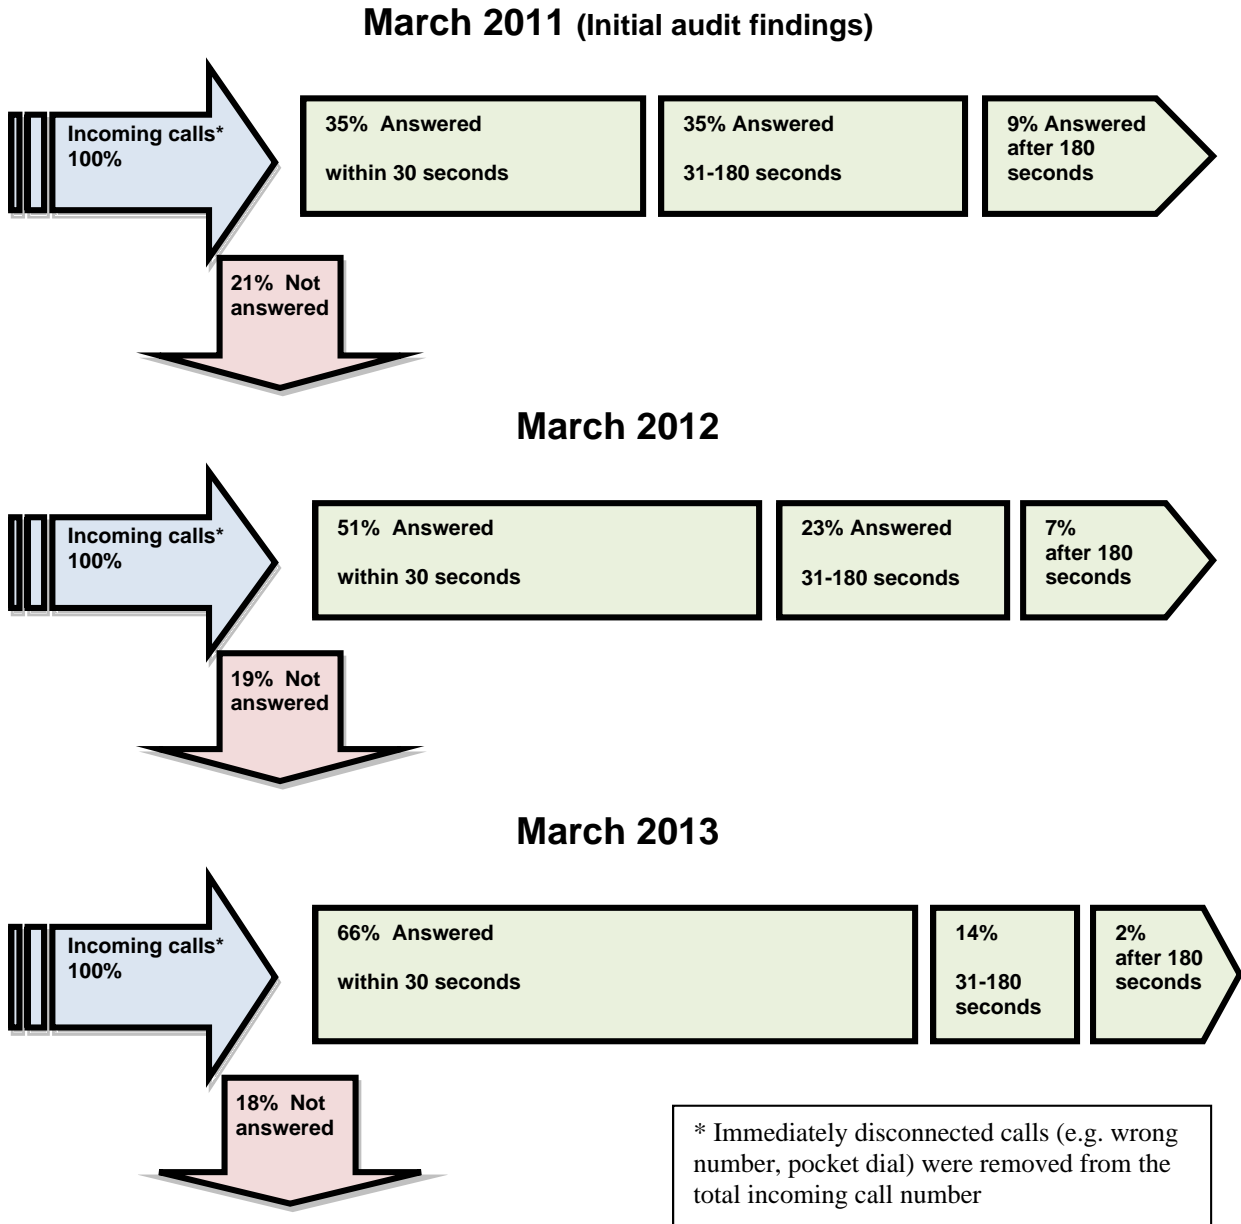 March 2011 (Initial audit findings)
Incoming calls*
100%
35% Answered
within 30 seconds
35% Answered
31-180 seconds
9% Answered
after 180
seconds
21% Not
answered
March 2012
Incoming calls*
100%
51% Answered
within 30 seconds
23% Answered
31-180 seconds
7%
after 180
seconds
19% Not
answered
March 2013
Incoming calls*
100%
66% Answered
within 30 seconds
14%
31-180
seconds
2%
after 180
seconds
18% Not
answered
* Immediately disconnected calls (e.g. wrong
number, pocket dial) were removed from the
total incoming call number